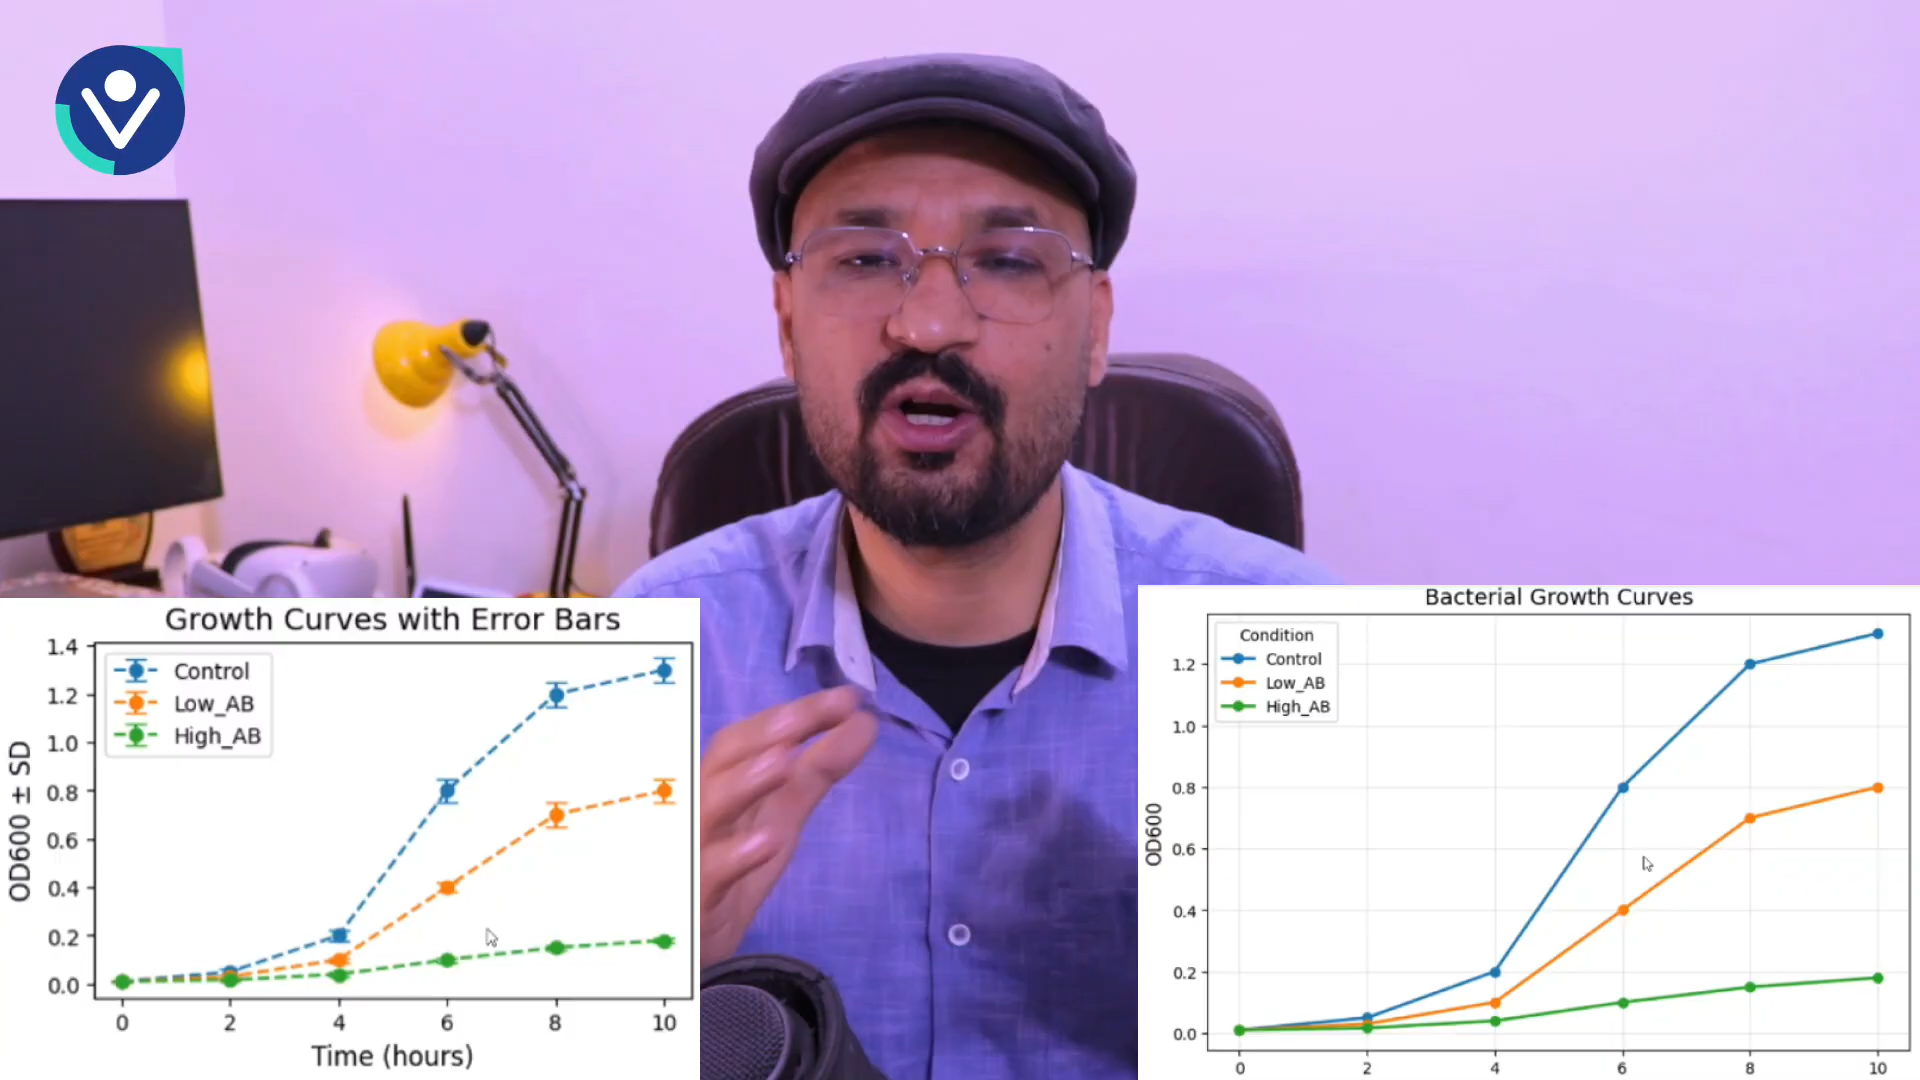 Growth Curves with Error Bars
Control
Low_AB
High_AB
OD600 ± SD
1.4
1.2
1.0
0.8
0.6
0.4
0.2
0.0
0 2 4 6 8 10
Time (hours)
Bacterial Growth Curves
Condition
Control
Low_AB
High_AB
OD600
1.2
1.0
0.8
0.6
0.4
0.2
0.0
0 2 4 6 8 10